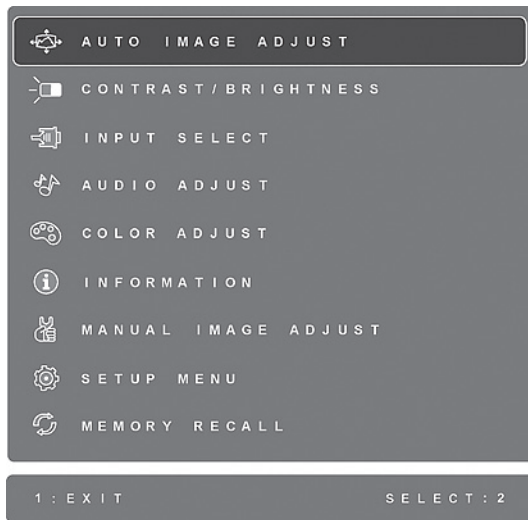 AUTO IMAGE ADJUST
CONTRAST/BRIGHTNESS
INPUT SELECT
AUDIO ADJUST
COLOR ADJUST
INFORMATION
MANUAL IMAGE ADJUST
SETUP MENU
MEMORY RECALL
1:EXIT SELECT:2